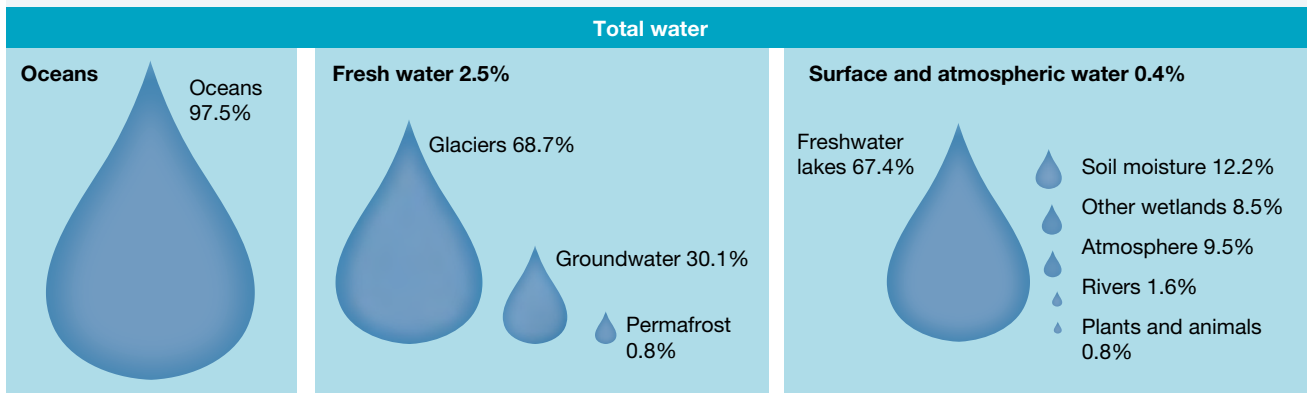 Total water
Oceans
Oceans
97.5%
Fresh water 2.5%
Glaciers 68.7%
Groundwater 30.1%
Permafrost
0.8%
Surface and atmospheric water 0.4%
Freshwater
lakes 67.4%
Soil moisture 12.2%
Other wetlands 8.5%
Atmosphere 9.5%
Rivers 1.6%
Plants and animals
0.8%